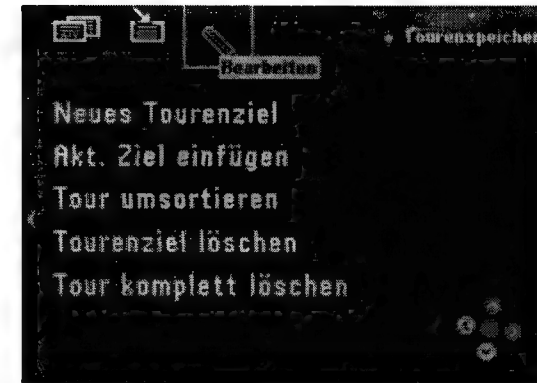 Tourenspeicher
Bearbeiten
Neues Tourenziel
Akt. Ziel einfügen
Tour umsortieren
Tourenziel löschen
Tour komplett löschen